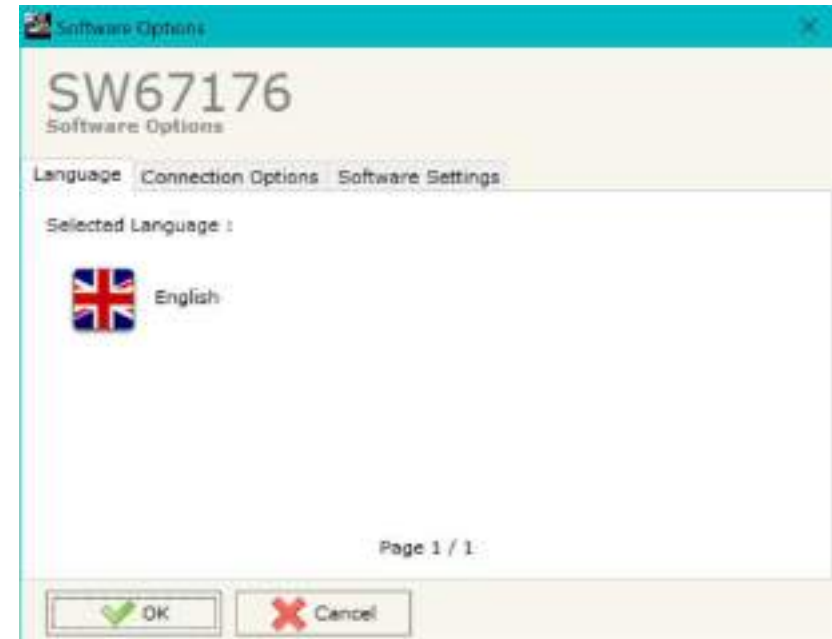 Software Options
SW67176
Software Options
Language Connection Options Software Settings
Selected Language :
English
Page 1 / 1
OK Cancel